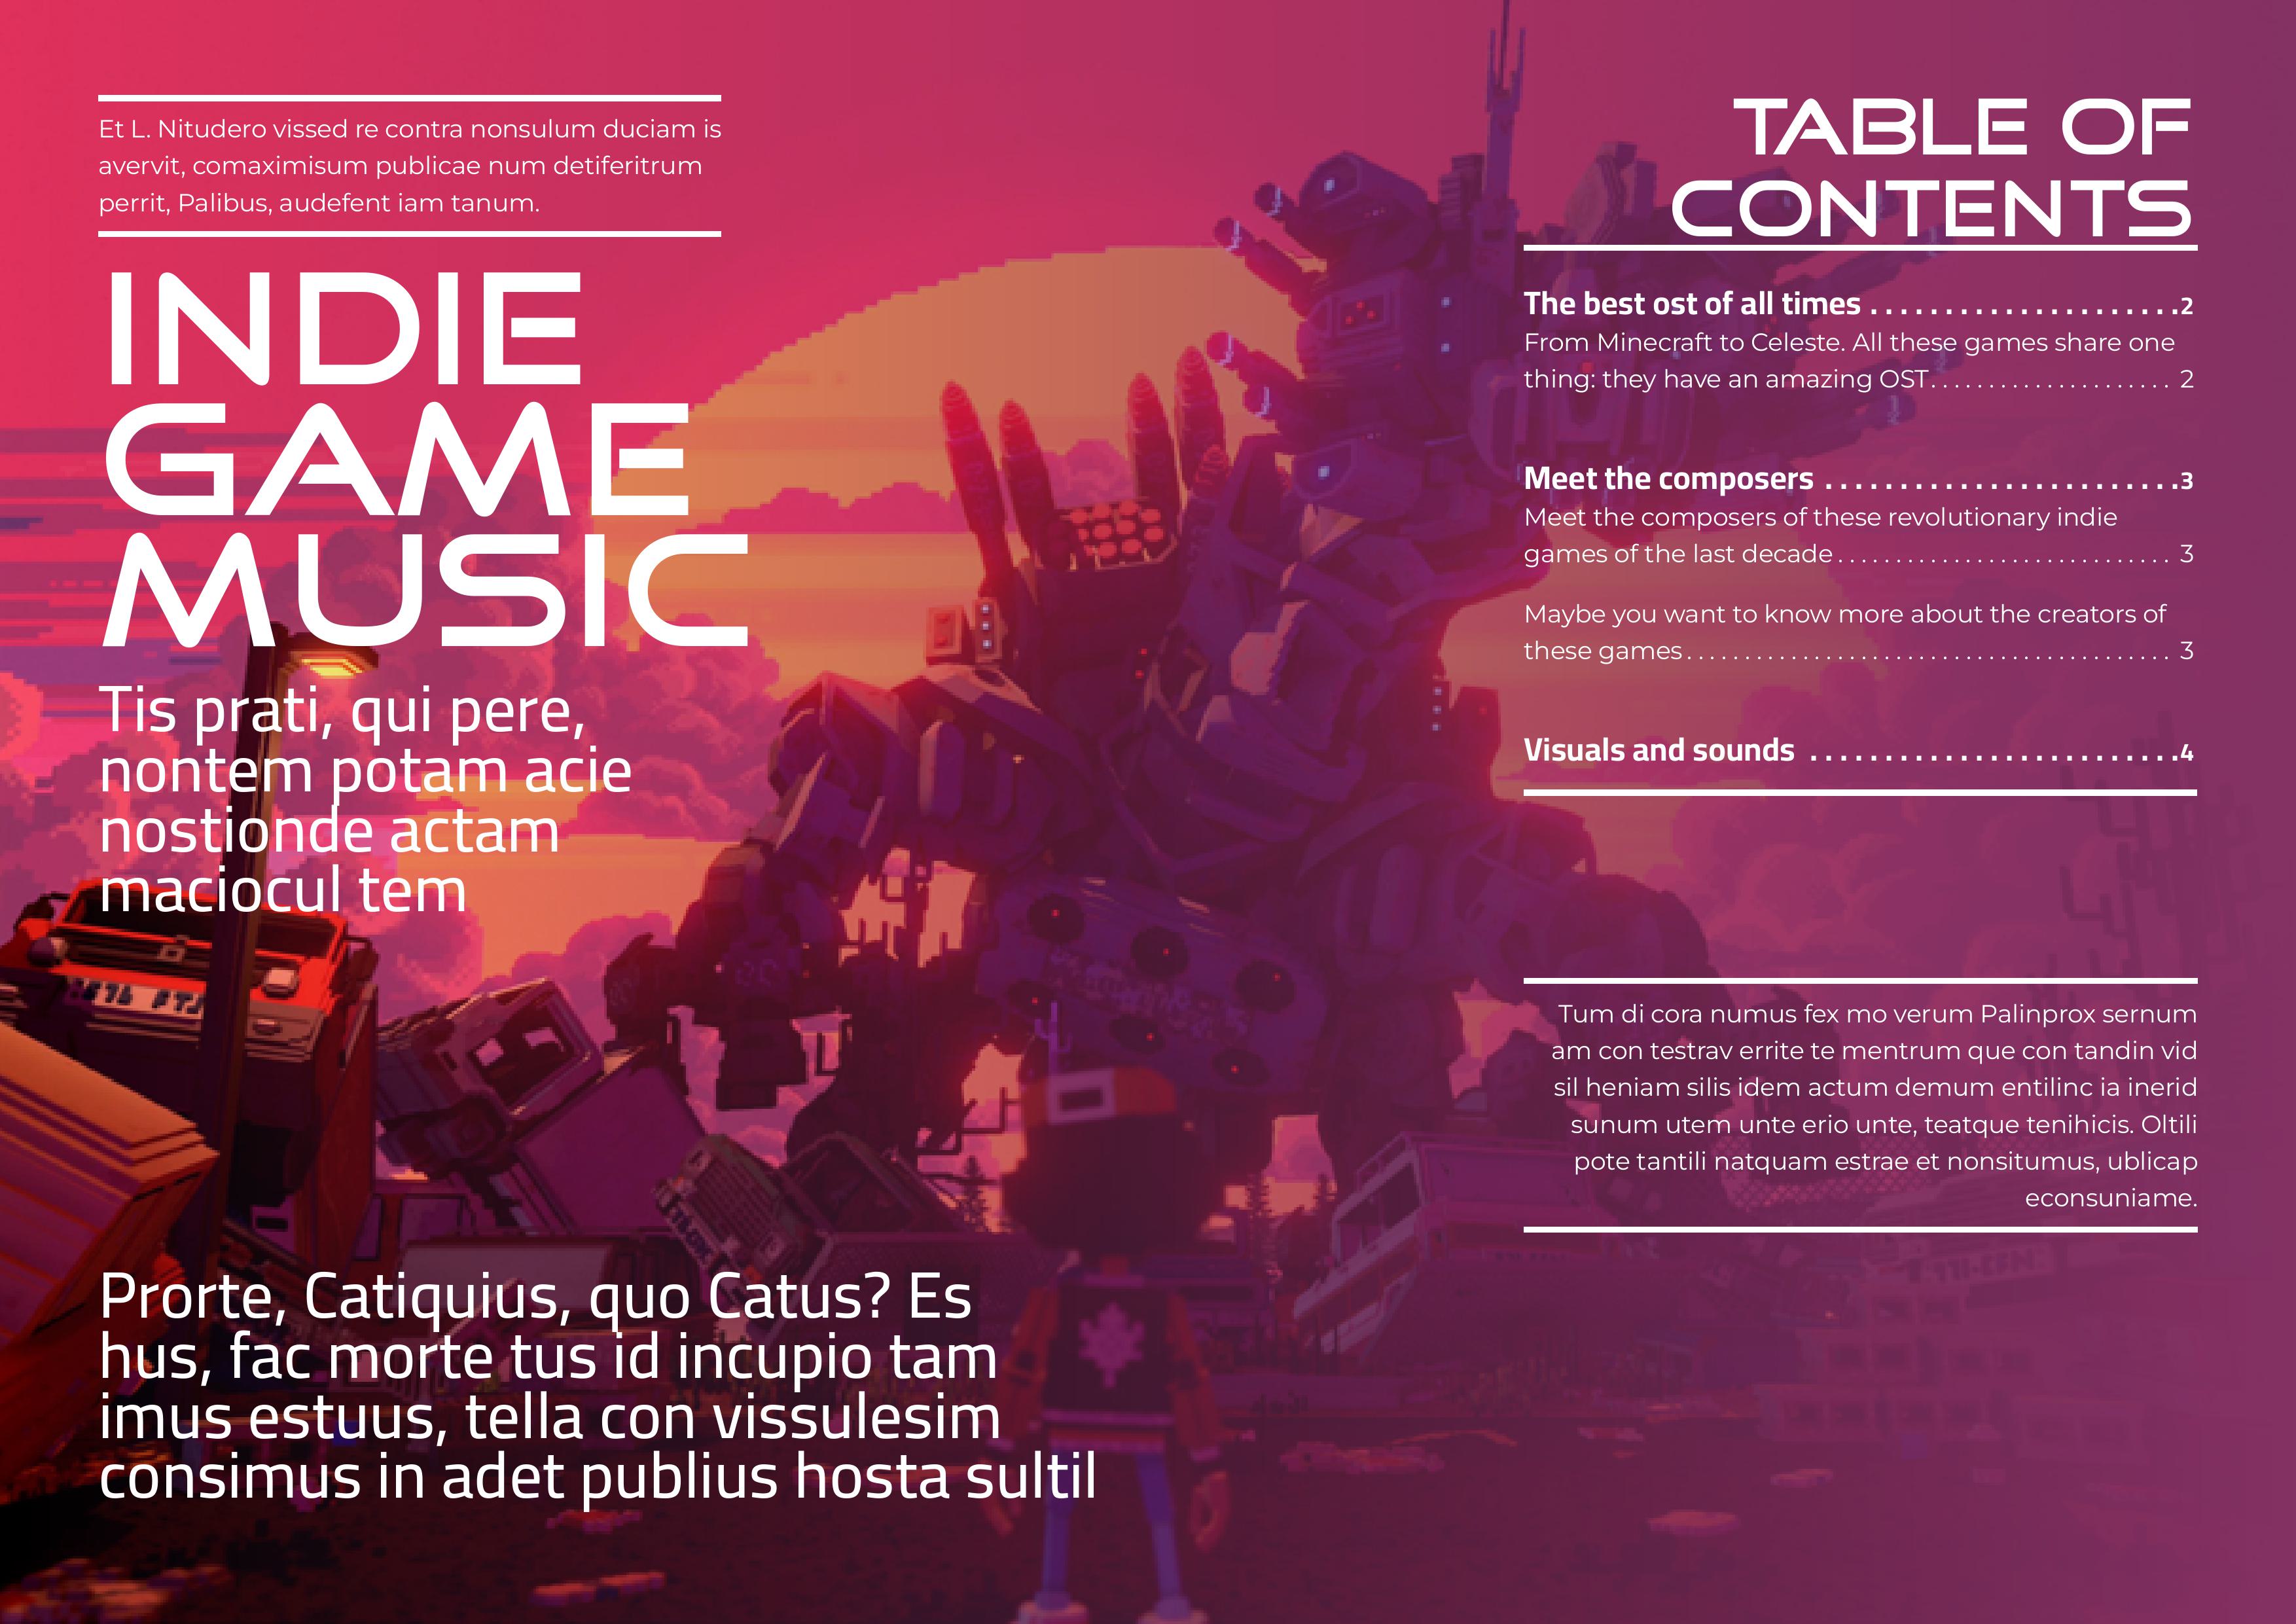 Et L. Nitudero vissed re contra nonsulum duciam is
avervit, comaximisum publicae num detiferitrum
perrit, Palibus, audefent iam tanum.
INDIE
GAME
MUSIC
Tis prati, qui pere,
nontem potam acie
nostionde actam
maciocul tem
Prorte, Catiquius, quo Catus? Es
hus, fac morte tus id incupio tam
imus estuus, tella con vissulesim
consimus in adet publius hosta sultil
TABLE OF
CONTENTS
The best ost of all times . . . . . . . . . . . . . . . . . . . . .2
From Minecraft to Celeste. All these games share one
thing: they have an amazing OST. . . . . . . . . . . . . . . . . . . . . 2
Meet the composers . . . . . . . . . . . . . . . . . . . . . . . .3
Meet the composers of these revolutionary indie
games of the last decade . . . . . . . . . . . . . . . . . . . . . . . . . . . . . 3
Maybe you want to know more about the creators of
these games . . . . . . . . . . . . . . . . . . . . . . . . . . . . . . . . . . . . . . . . . . 3
Visuals and sounds . . . . . . . . . . . . . . . . . . . . . . . . .4
Tum di cora numus fex mo verum Palinprox sernum
am con testrav errite te mentrum que con tandin vid
sil heniam silis idem actum demum entilinc ia inerid
sunum utem unte erio unte, teatque tenihicis. Oltili
pote tantili natquam estrae et nonsitumus, ublicap
econsuniame.